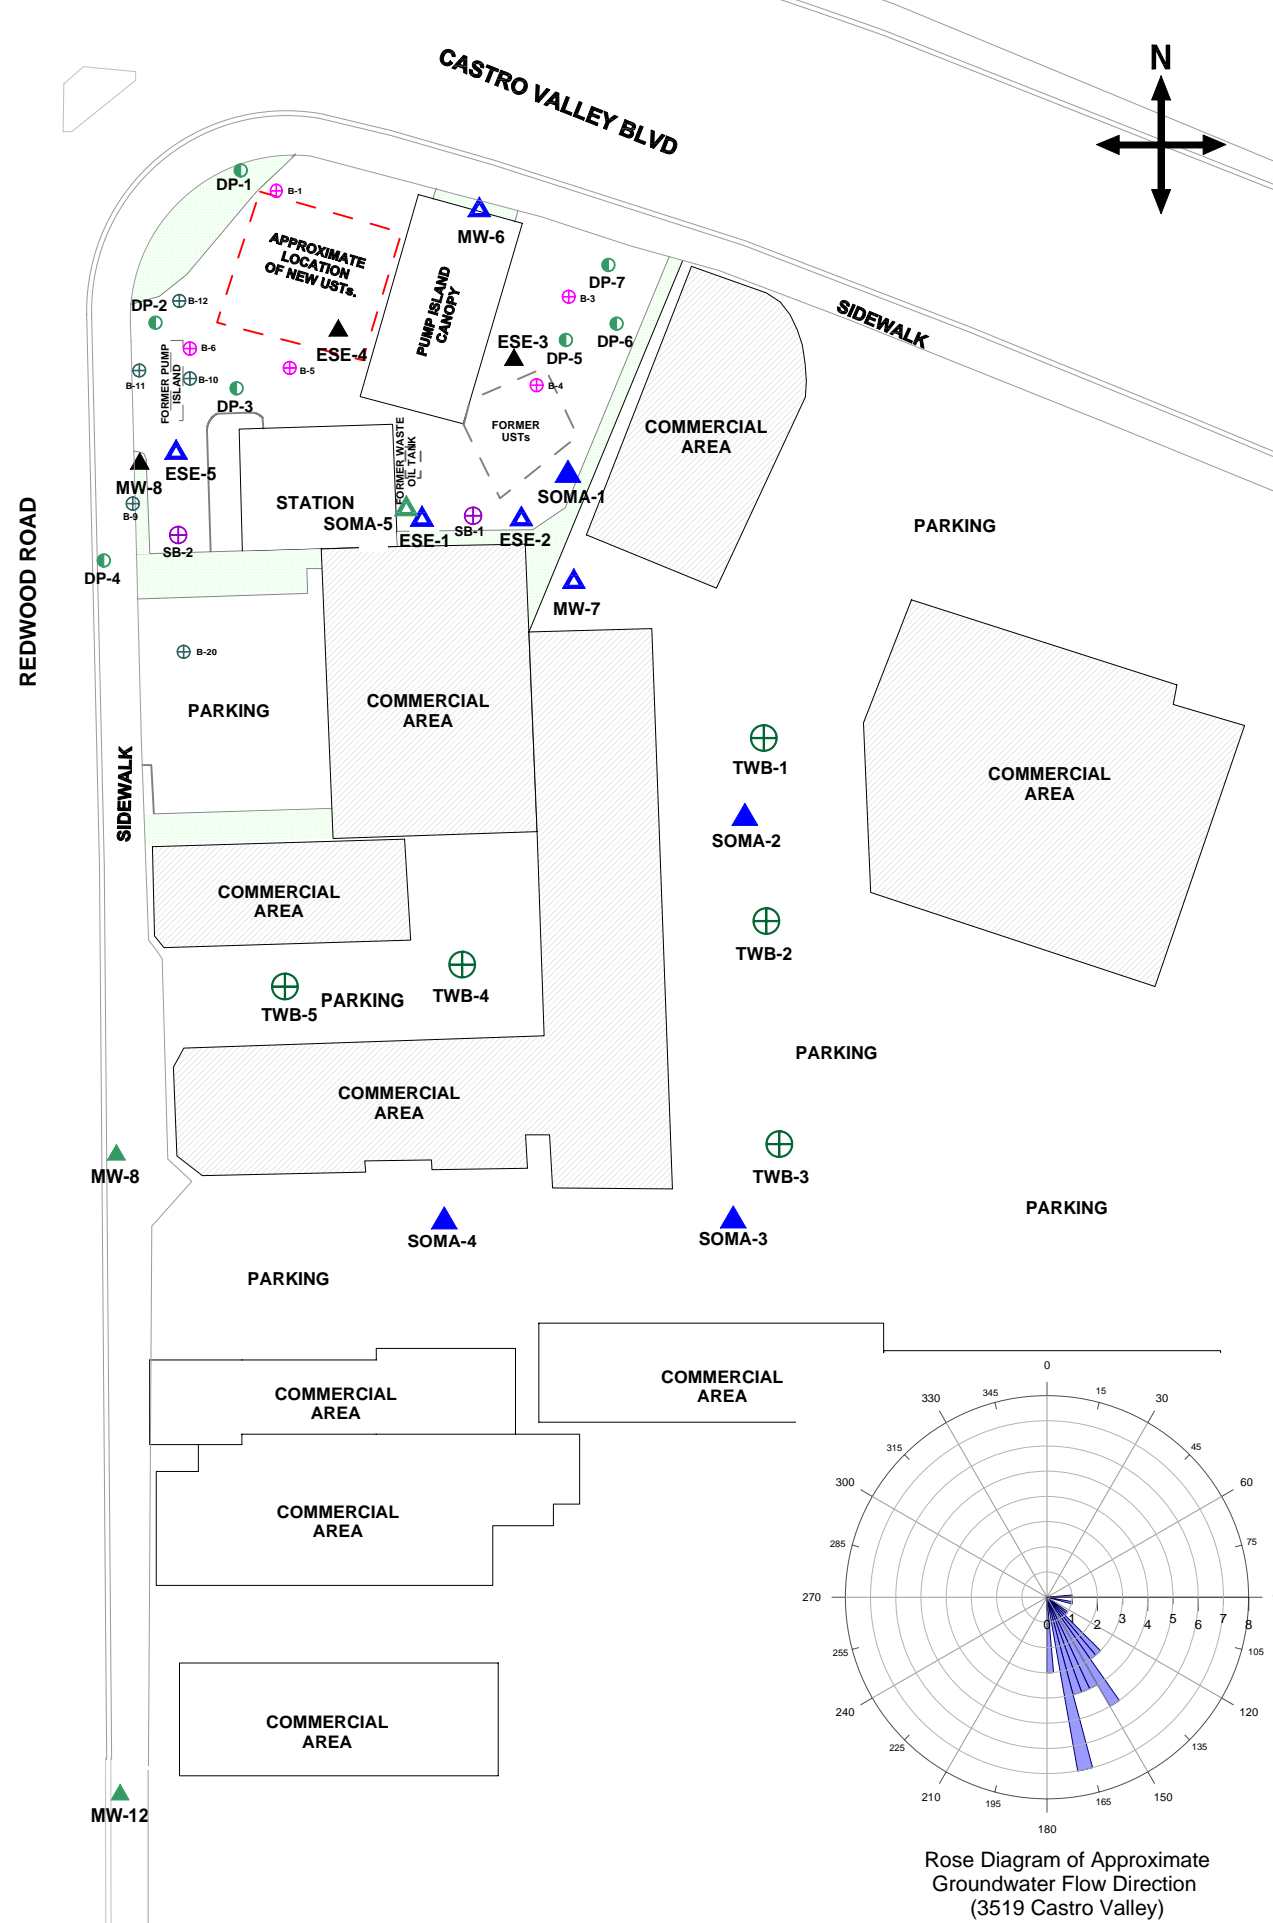 CASTRO VALLEY BLVD
N
DP-1
B-1
APPROXIMATE
LOCATION
OF NEW USTs.
MW-6
DP-7
B-3
PUMP ISLAND
CANOPY
DP-2
B-12
SIDEWALK
ESE-4
ESE-3
DP-5
DP-6
B-6
B-5
B-11
B-10
FORMER PUMP
ISLAND
DP-3
B-4
FORMER
USTs
COMMERCIAL
AREA
FORMER WASTE
OIL TANK
ESE-5
MW-8
B-9
STATION
SOMA-5
SOMA-1
SB-2
ESE-1
SB-1
ESE-2
PARKING
DP-4
REDWOOD ROAD
MW-7
B-20
PARKING
COMMERCIAL
AREA
TWB-1
COMMERCIAL
AREA
SIDEWALK
SOMA-2
COMMERCIAL
AREA
TWB-2
TWB-5
PARKING
TWB-4
PARKING
COMMERCIAL
AREA
MW-8
TWB-3
PARKING
SOMA-4
SOMA-3
PARKING
COMMERCIAL
AREA
COMMERCIAL
AREA
COMMERCIAL
AREA
COMMERCIAL
AREA
MW-12
0
345
15
330
30
315
45
300
60
285
75
270
0
1
2
3
4
5
6
7
8
255
105
240
120
225
135
210
150
195
165
180
Rose Diagram of Approximate
Groundwater Flow Direction
(3519 Castro Valley)